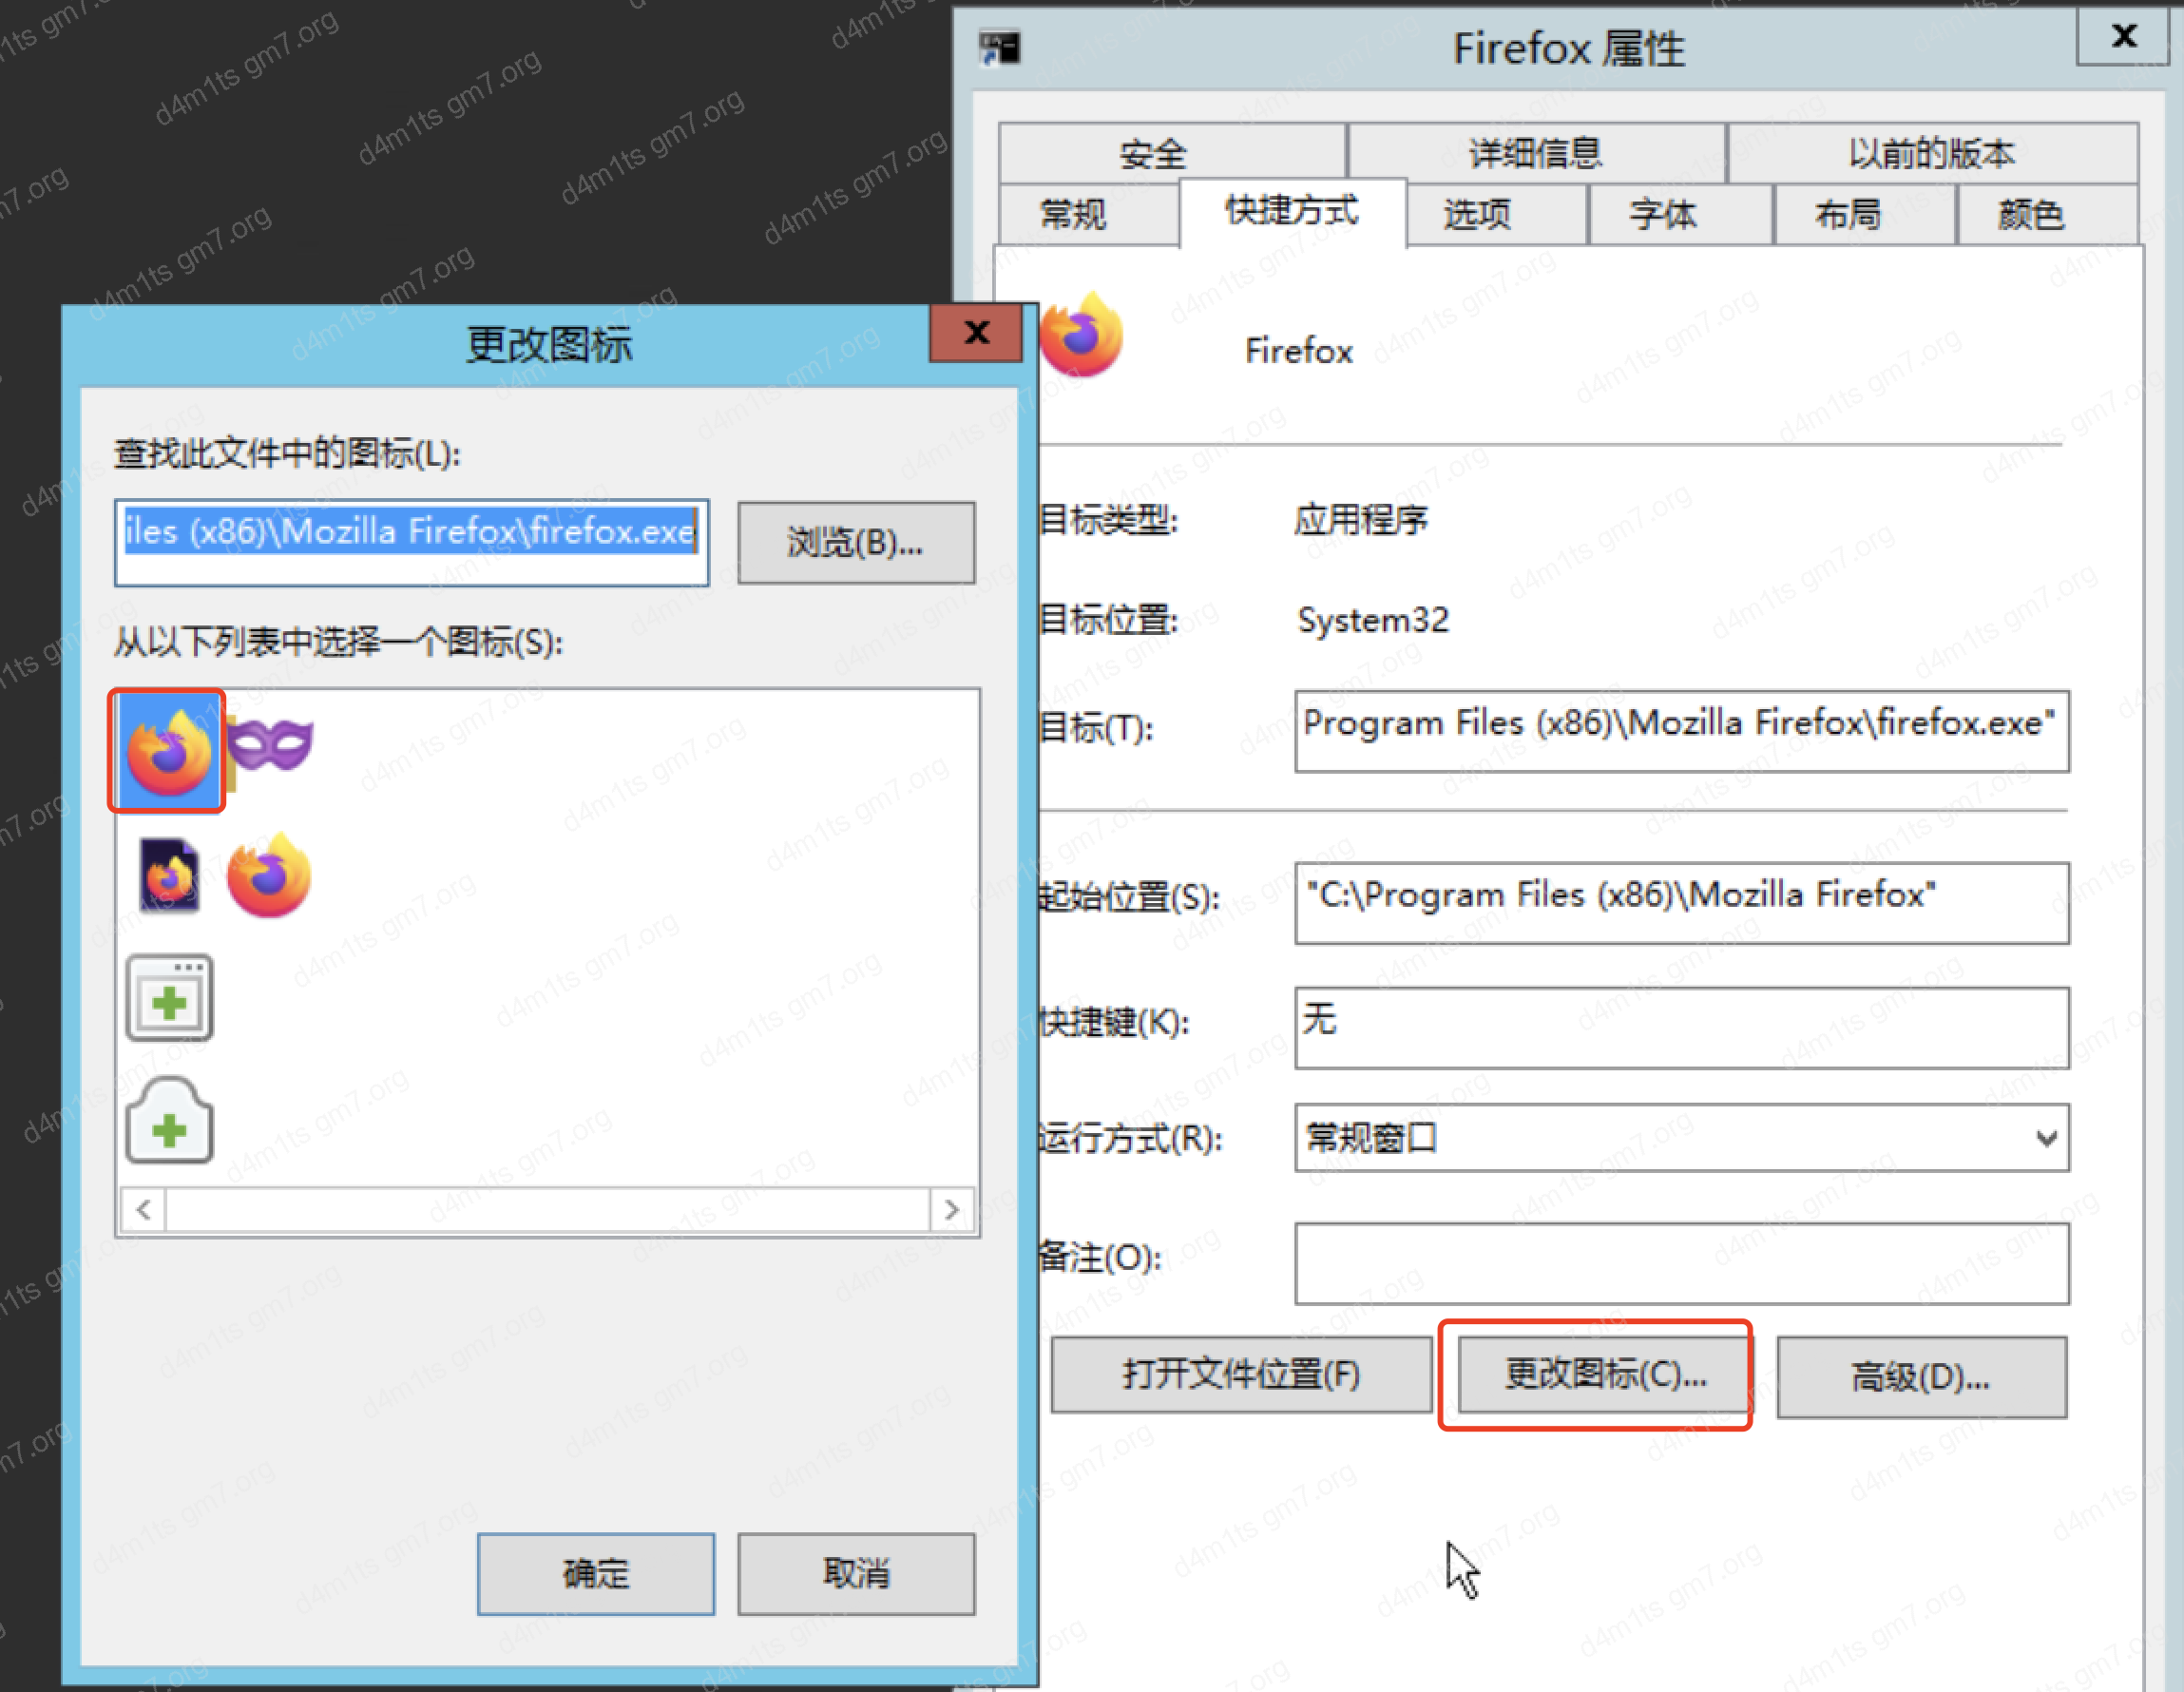 Firefox 属性
x
安全
详细信息
以前的版本
常规
快捷方式
选项
字体
布局
颜色
Firefox
目标类型:
应用程序
目标位置:
System32
目标(T):
Program Files (x86)\Mozilla Firefox\firefox.exe"
起始位置(S):
"C:\Program Files (x86)\Mozilla Firefox"
快捷键(K):
无
运行方式(R):
常规窗口
备注(O):
打开文件位置(F)
更改图标(C)...
高级(D)...
更改图标
x
查找此文件中的图标(L):
iles (x86)\Mozilla Firefox\firefox.exe
浏览(B)...
从以下列表中选择一个图标(S):
确定
取消
d4m1ts gm7.org